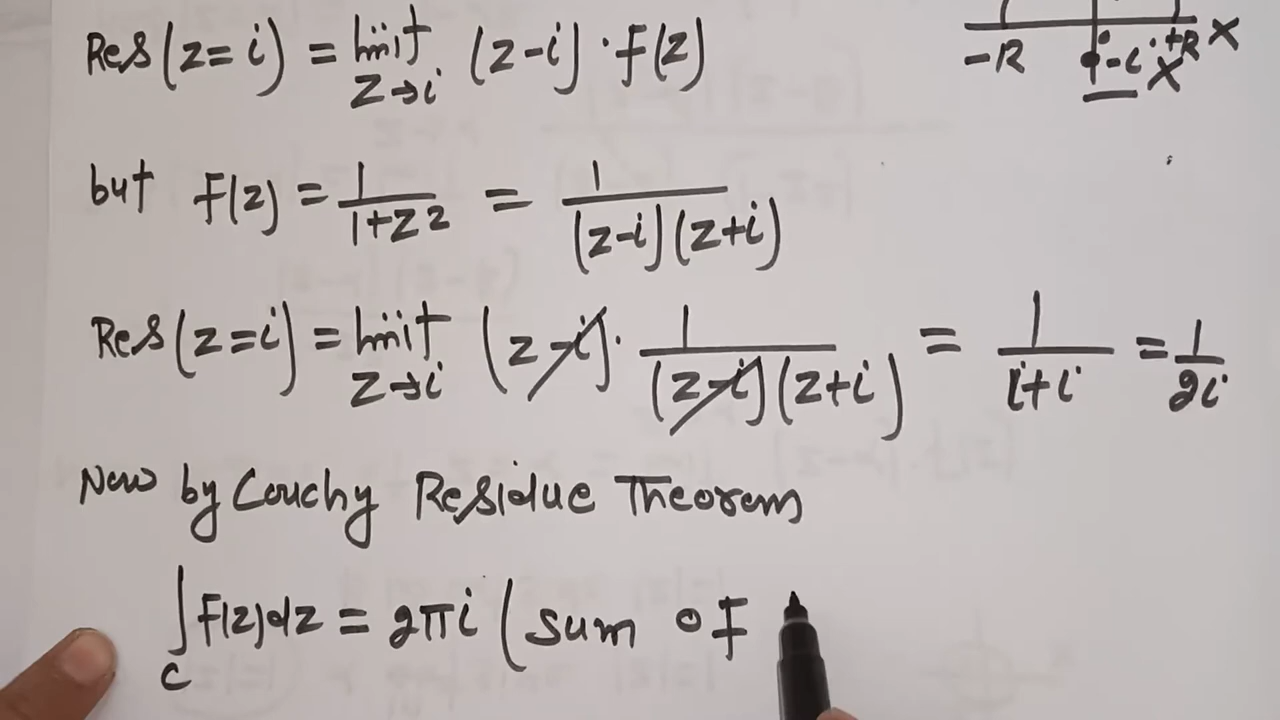 Res(z=i) = limit z→i (z-i)·f(z)
-R -i +R X
X
but f(z) = 1/(1+z²) = 1/((z-i)(z+i))
Res(z=i) = limit z→i (z-i)· 1/((z-i)(z+i)) = 1/(i+i) = 1/2i
Now by Couchy Residue Theorem
∫c f(z)dz = 2πi (sum of